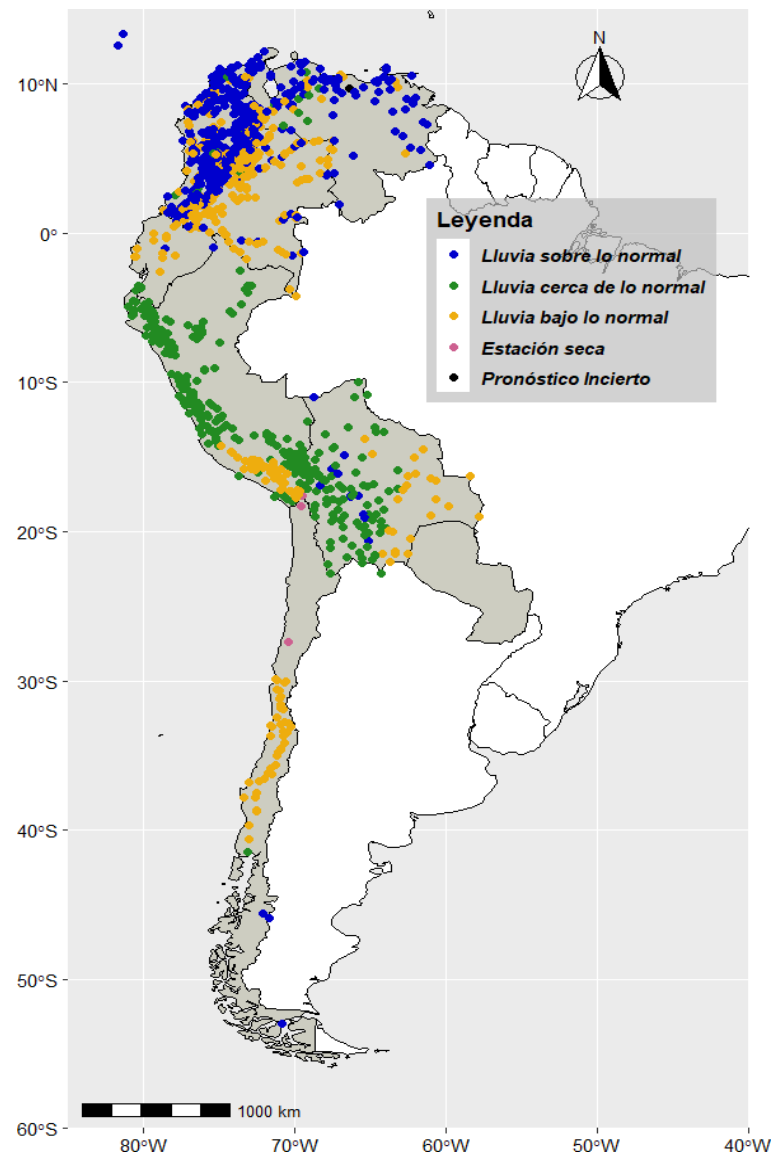 N
10°N
0°
10°S
20°S
30°S
40°S
50°S
60°S
Leyenda
Lluvia sobre lo normal
Lluvia cerca de lo normal
Lluvia bajo lo normal
Estación seca
Pronóstico Incierto
1000 km
80°W 70°W 60°W 50°W 40°W